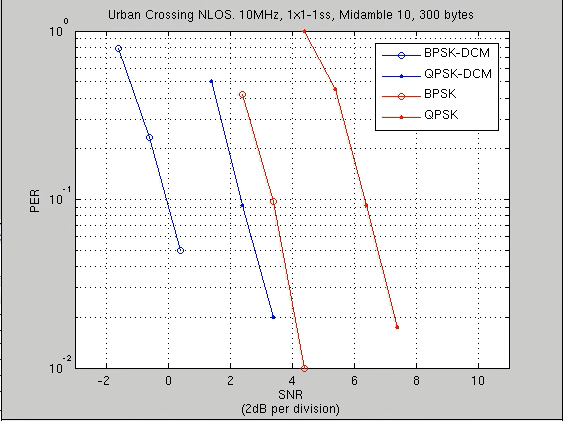 Urban Crossing NLOS. 10MHz, 1x1-1ss, Midamble 10, 300 bytes
10^0
BPSK-DCM
QPSK-DCM
BPSK
QPSK
10^-1
PER
10^-2
-2 0 2 4 6 8 10
SNR
(2dB per division)